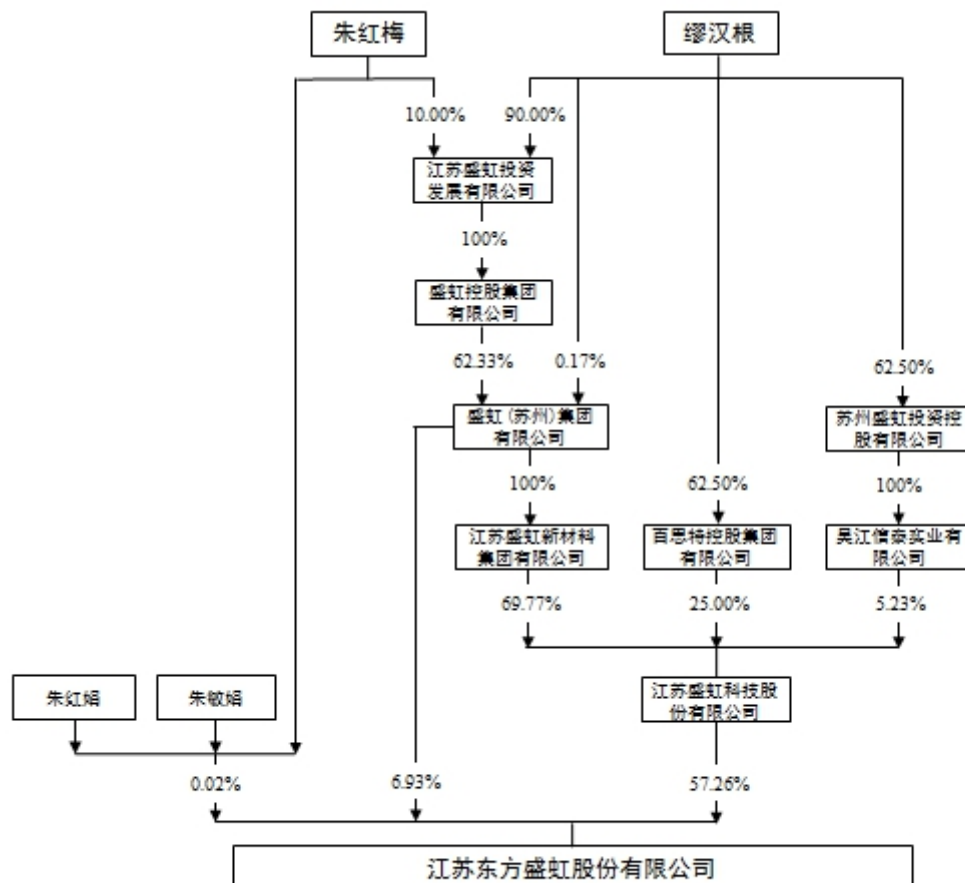 朱红梅
缪汉根
10.00%
90.00%
江苏盛虹投资
发展有限公司
100%
盛虹控股集团
有限公司
62.33%
0.17%
62.50%
盛虹(苏州)集团
有限公司
苏州盛虹投资控
股有限公司
100%
62.50%
100%
江苏盛虹新材料
集团有限公司
百思特控股集团
有限公司
吴江信泰实业有
限公司
69.77%
25.00%
5.23%
朱红娟
朱敏娟
江苏盛虹科技股
份有限公司
0.02%
6.93%
57.26%
江苏东方盛虹股份有限公司